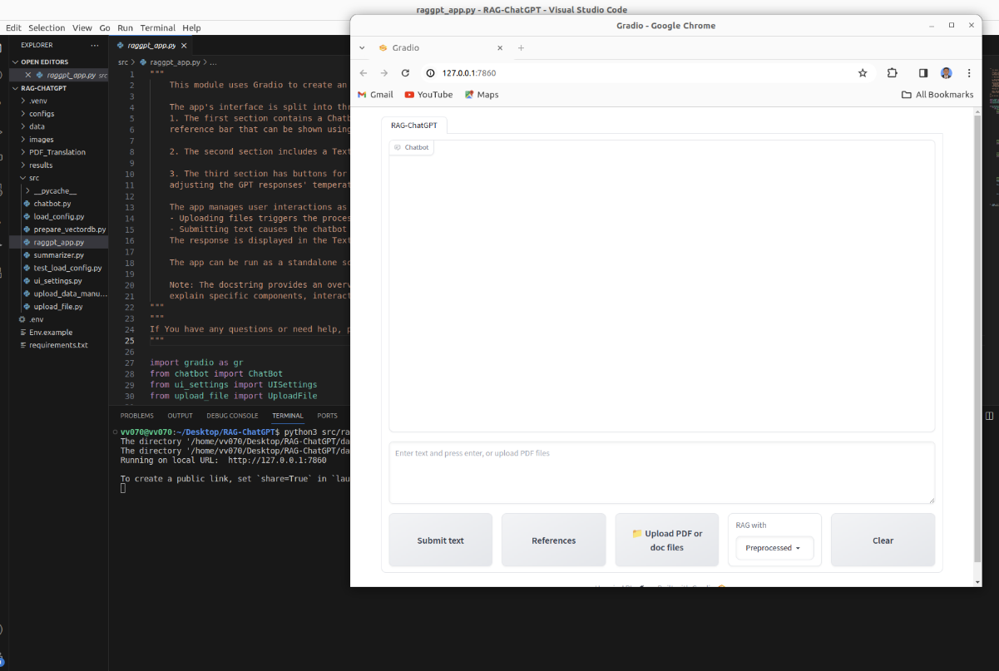 raggpt_app.py - RAG-ChatGPT - Visual Studio Code
Edit Selection View Go Run Terminal Help
EXPLORER
OPEN EDITORS
raggpt_app.py src
RAG-CHATGPT
.venv
configs
data
images
PDF_Translation
results
src
__pycache__
chatbot.py
load_config.py
prepare_vectordb.py
raggpt_app.py
summarizer.py
test_load_config.py
ui_settings.py
upload_data_manu...
upload_file.py
.env
Env.example
requirements.txt
raggpt_app.py
src > raggpt_app.py > ...
1 """
2 This module uses Gradio to create an
3
4 The app's interface is split into thr
5 1. The first section contains a Chatb
6 reference bar that can be shown using
7
8 2. The second section includes a Text
9
10 3. The third section has buttons for
11 adjusting the GPT responses' temperat
12
13 The app manages user interactions as
14 - Uploading files triggers the proces
15 - Submitting text causes the chatbot
16 The response is displayed in the Text
17
18 The app can be run as a standalone sc
19
20 Note: The docstring provides an overv
21 explain specific components, interact
22 """
23 """
24 If You have any questions or need help, p
25 """
26
27 import gradio as gr
28 from chatbot import ChatBot
29 from ui_settings import UISettings
30 from upload_file import UploadFile
PROBLEMS OUTPUT DEBUG CONSOLE TERMINAL PORTS
vv070@vv070:~/Desktop/RAG-ChatGPT$ python3 src/ra
The directory '/home/vv070/Desktop/RAG-ChatGPT/da
The directory '/home/vv070/Desktop/RAG-ChatGPT/da
Running on local URL: http://127.0.0.1:7860
To create a public link, set `share=True` in `lau
Gradio - Google Chrome
Gradio
127.0.0.1:7860
Gmail YouTube Maps All Bookmarks
RAG-ChatGPT
Chatbot
Enter text and press enter, or upload PDF files
Submit text
References
📁 Upload PDF or
doc files
RAG with
Preprocessed
Clear